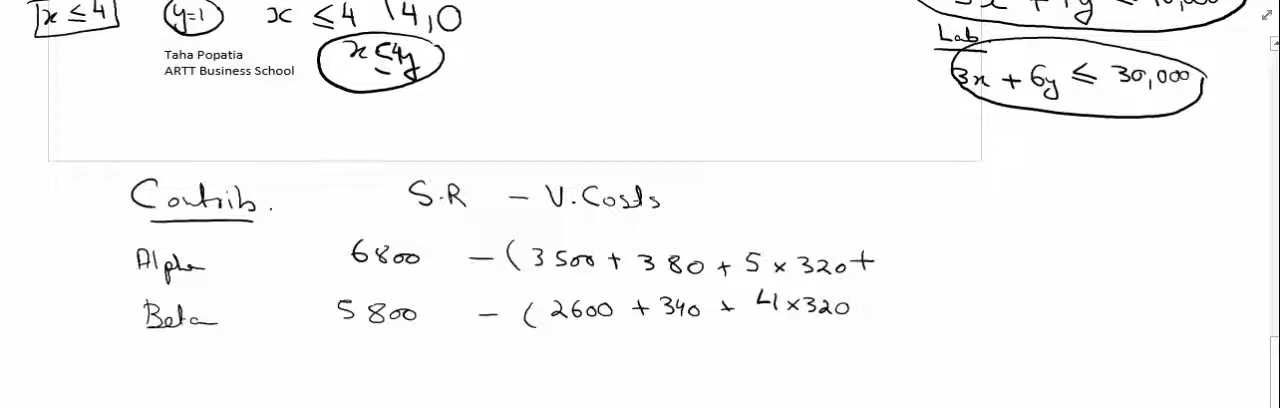 x ≤ 4 y=1 x ≤ 4 (4,0
x ≤ 4y
Taha Popatia
ARTT Business School
Lab
3x + 6y ≤ 30,000
Contrib. S.R - V. Costs
Alpha 6800 - (3500 + 380 + 5 × 320 +
Beta 5800 - (2600 + 340 + 4 × 320